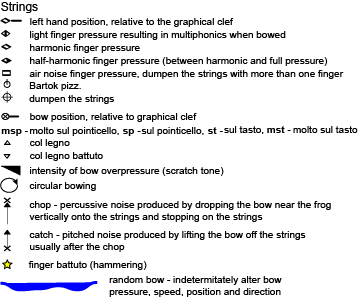 Strings
left hand position, relative to the graphical clef
light finger pressure resulting in multiphonics when bowed
harmonic finger pressure
half-harmonic finger pressure (between harmonic and full pressure)
air noise finger pressure, dumpen the strings with more than one finger
Bartok pizz.
dumpen the strings
bow position, relative to graphical clef
msp - molto sul pointicello, sp - sul pointicello, st - sul tasto, mst - molto sul tasto
col legno
col legno battuto
intensity of bow overpressure (scratch tone)
circular bowing
chop - percussive noise produced by dropping the bow near the frog
vertically onto the strings and stopping on the strings
catch - pitched noise produced by lifting the bow off the strings
usually after the chop
finger battuto (hammering)
random bow - indetermitately alter bow
pressure, speed, position and direction